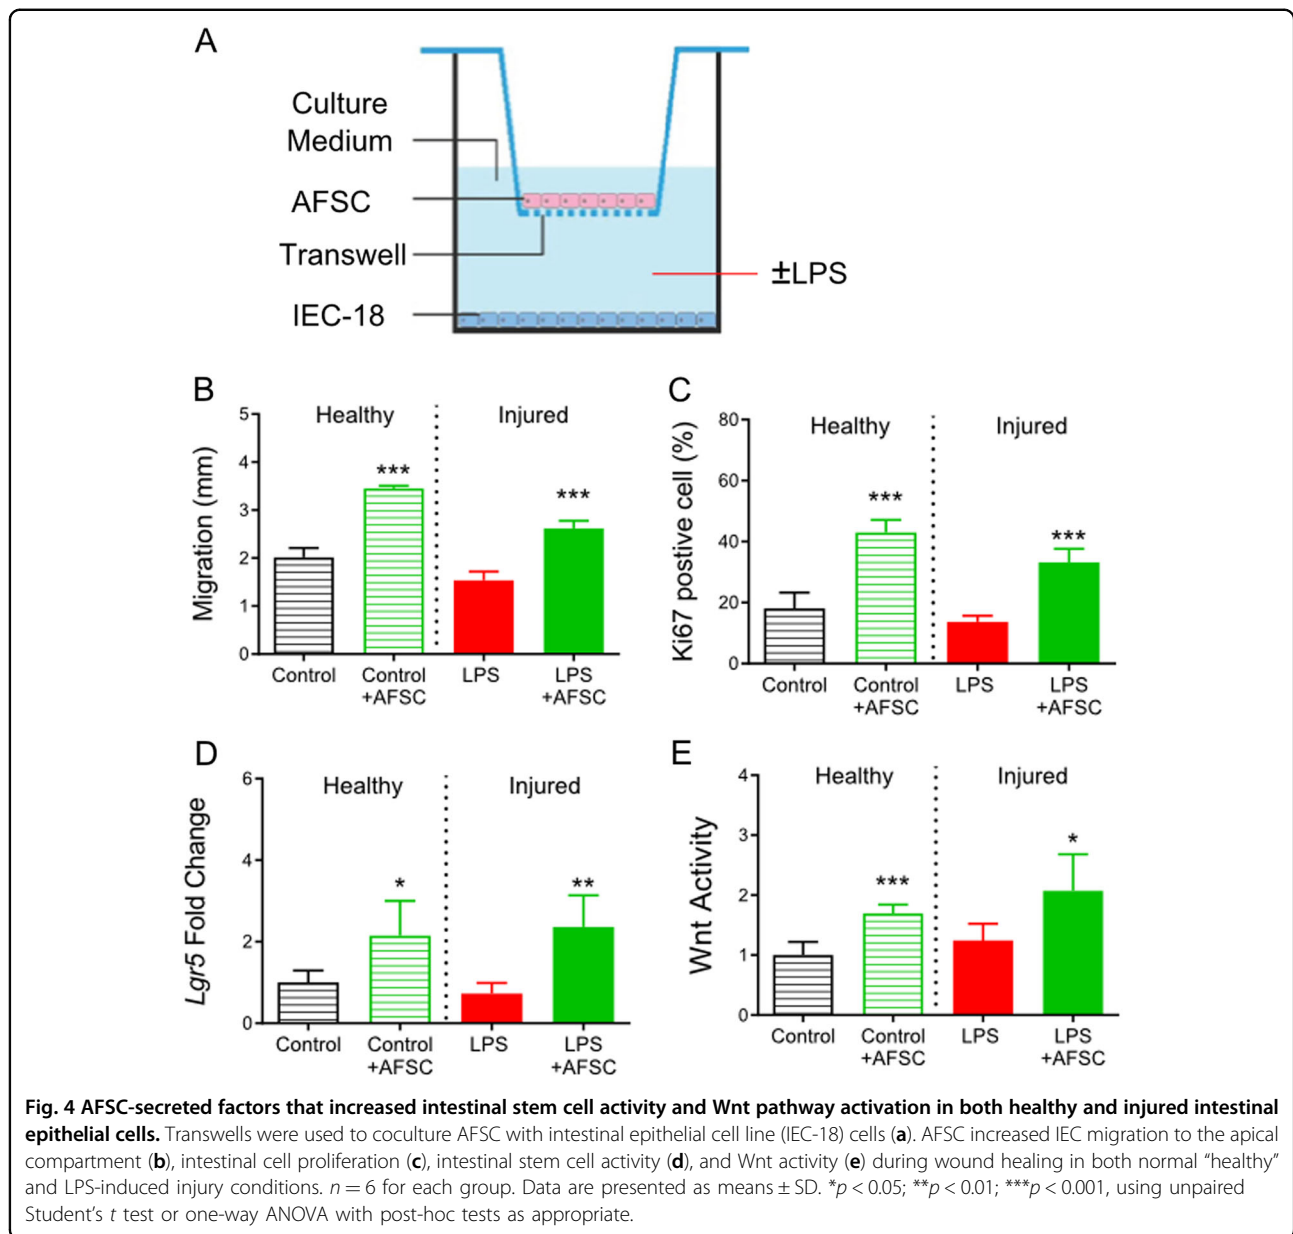 A
Culture
Medium
AFSC
Transwell
IEC-18
±LPS
B
Healthy
Injured
Migration (mm)
5
4
3
2
1
0
***
***
Control
Control
+AFSC
LPS
LPS
+AFSC
C
Healthy
Injured
Ki67 postive cell (%)
80
60
40
20
0
***
***
Control
Control
+AFSC
LPS
LPS
+AFSC
D
Healthy
Injured
Lgr5 Fold Change
6
4
2
0
*
**
Control
Control
+AFSC
LPS
LPS
+AFSC
E
Healthy
Injured
Wnt Activity
4
3
2
1
0
***
*
Control
Control
+AFSC
LPS
LPS
+AFSC
Fig. 4 AFSC-secreted factors that increased intestinal stem cell activity and Wnt pathway activation in both healthy and injured intestinal
epithelial cells. Transwells were used to coculture AFSC with intestinal epithelial cell line (IEC-18) cells (a). AFSC increased IEC migration to the apical
compartment (b), intestinal cell proliferation (c), intestinal stem cell activity (d), and Wnt activity (e) during wound healing in both normal “healthy”
and LPS-induced injury conditions. n = 6 for each group. Data are presented as means ± SD. *p < 0.05; **p < 0.01; ***p < 0.001, using unpaired
Student’s t test or one-way ANOVA with post-hoc tests as appropriate.